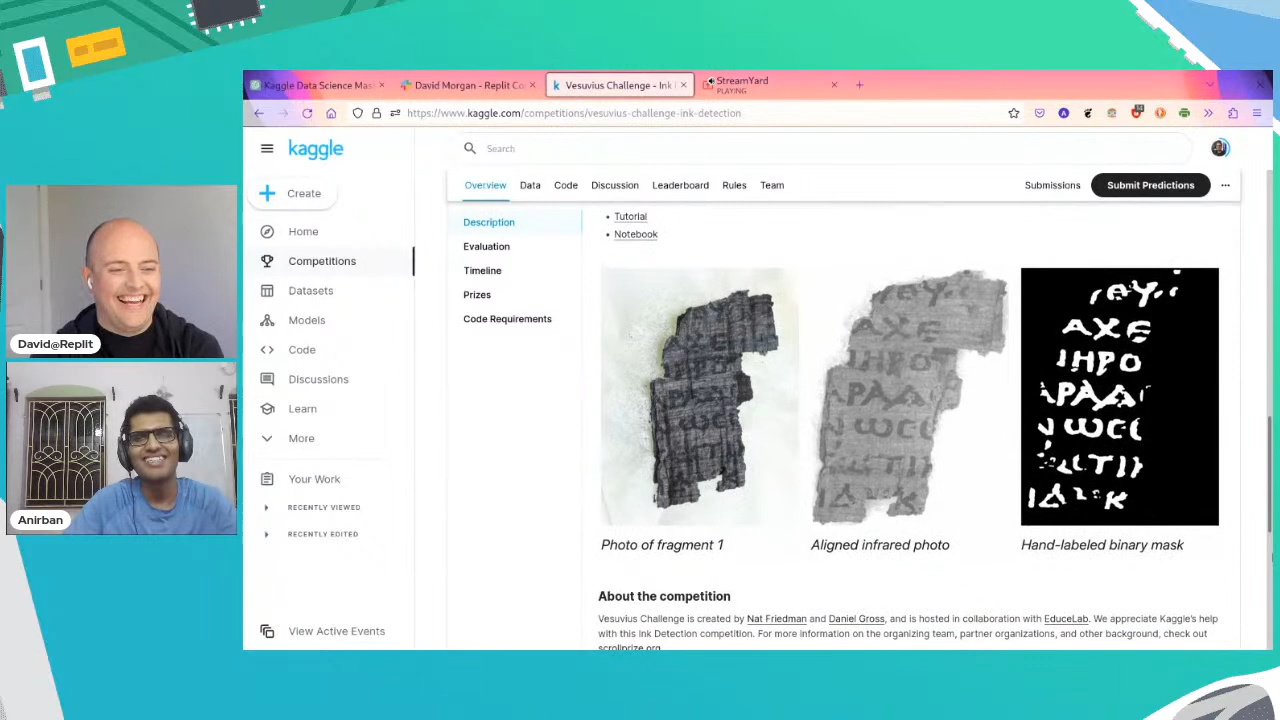 Kaggle Data Science Mas
David Morgan - Replit Co
Vesuvius Challenge - Ink
StreamYard
PLAYING
https://www.kaggle.com/competitions/vesuvius-challenge-ink-detection
kaggle
Search
Create
Home
Competitions
Datasets
Models
Code
Discussions
Learn
More
Your Work
RECENTLY VIEWED
RECENTLY EDITED
View Active Events
Overview Data Code Discussion Leaderboard Rules Team
Submissions
Submit Predictions
Description
Evaluation
Timeline
Prizes
Code Requirements
• Tutorial
• Notebook
Photo of fragment 1
Aligned infrared photo
Hand-labeled binary mask
About the competition
Vesuvius Challenge is created by Nat Friedman and Daniel Gross, and is hosted in collaboration with EduceLab. We appreciate Kaggle's help
with this Ink Detection competition. For more information on the organizing team, partner organizations, and other background, check out
scrollprize.org
David@Replit
Anirban